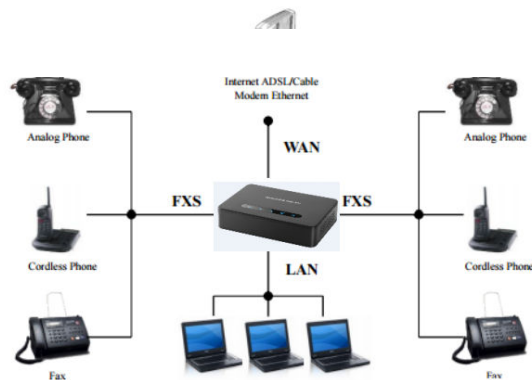 Internet ADSL/Cable
Modem Ethernet
Analog Phone
Analog Phone
WAN
FXS
FXS
Cordless Phone
Cordless Phone
LAN
Fax
Fax